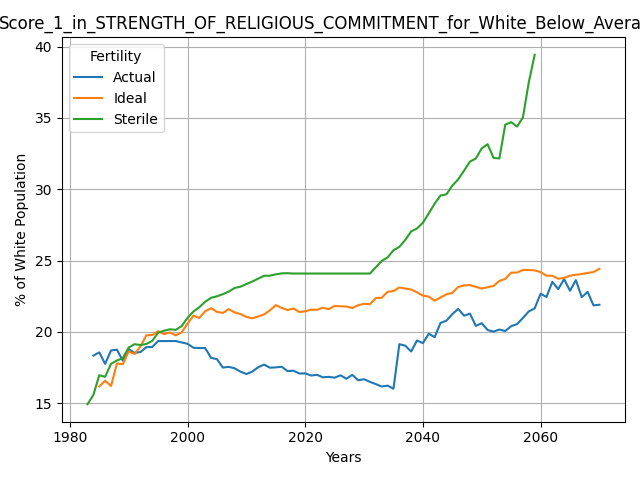 Score_1_in_STRENGTH_OF_RELIGIOUS_COMMITMENT_for_White_Below_Avera
Fertility
Actual
Ideal
Sterile
% of White Population
40
35
30
25
20
15
1980
2000
2020
2040
2060
Years